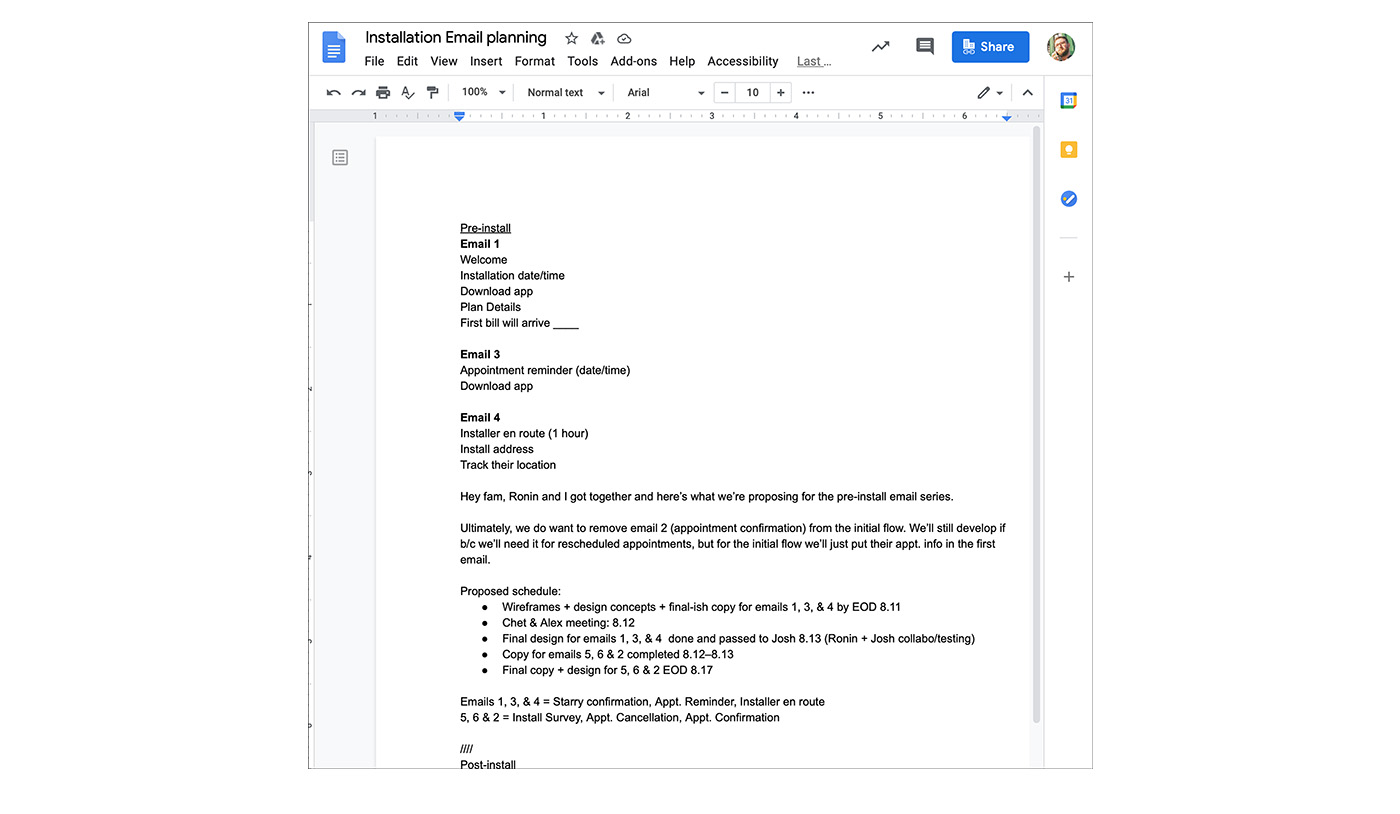 Installation Email planning
File Edit View Insert Format Tools Add-ons Help Accessibility Last ...
Share
100% Normal text Arial − 10 + ...
1 1 2 3 4 5 6
31
Pre-install
Email 1
Welcome
Installation date/time
Download app
Plan Details
First bill will arrive ____
Email 3
Appointment reminder (date/time)
Download app
Email 4
Installer en route (1 hour)
Install address
Track their location
Hey fam, Ronin and I got together and here’s what we’re proposing for the pre-install email series.
Ultimately, we do want to remove email 2 (appointment confirmation) from the initial flow. We’ll still develop if
b/c we’ll need it for rescheduled appointments, but for the initial flow we’ll just put their appt. info in the first
email.
Proposed schedule:
● Wireframes + design concepts + final-ish copy for emails 1, 3, & 4 by EOD 8.11
● Chet & Alex meeting: 8.12
● Final design for emails 1, 3, & 4 done and passed to Josh 8.13 (Ronin + Josh collabo/testing)
● Copy for emails 5, 6 & 2 completed 8.12–8.13
● Final copy + design for 5, 6 & 2 EOD 8.17
Emails 1, 3, & 4 = Starry confirmation, Appt. Reminder, Installer en route
5, 6 & 2 = Install Survey, Appt. Cancellation, Appt. Confirmation
////
Post-install